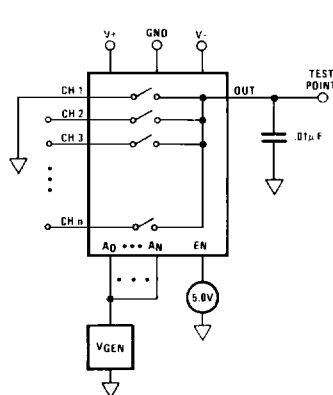 V+ GND V-
CH 1
OUT
TEST
POINT
CH 2
CH 3
.01µF
CH n
A0 ••• AN EN
5.0V
VGEN